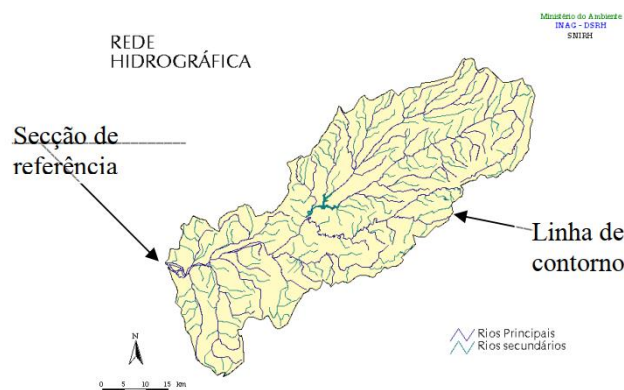 Ministério do Ambiente
INAG - DSRH
SNIRH
REDE
HIDROGRÁFICA
Secção de
referência
Linha de
contorno
Rios Principais
Rios secundários
N
0 5 10 15 km